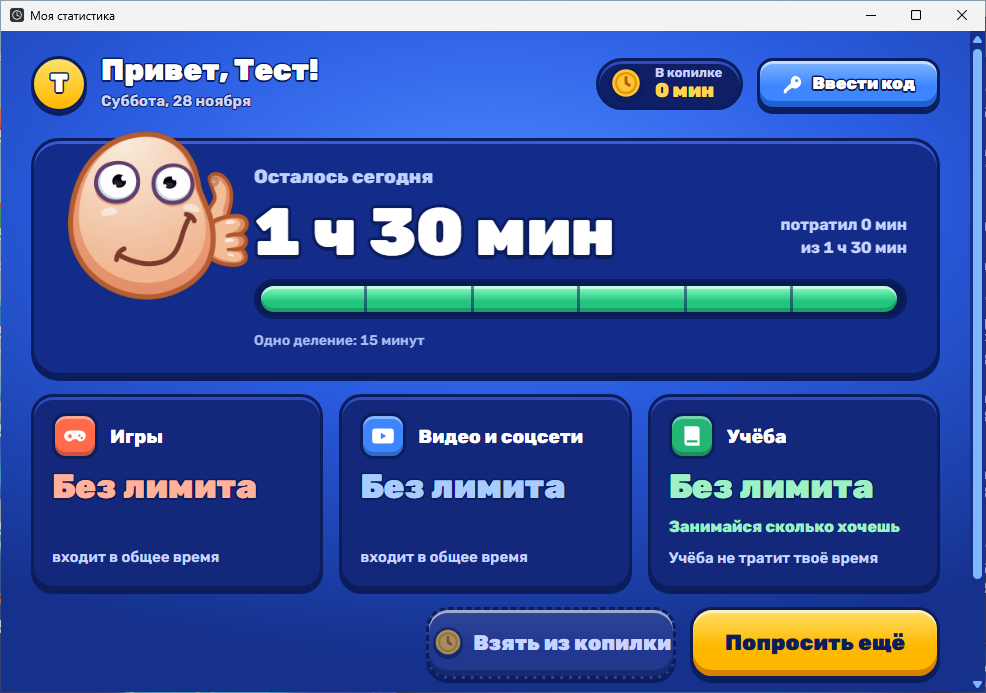 Моя статистика
Т
Привет, Тест!
Суббота, 28 ноября
В копилке
0 мин
Ввести код
Осталось сегодня
1 ч 30 мин
потратил 0 мин
из 1 ч 30 мин
Одно деление: 15 минут
Игры
Без лимита
входит в общее время
Видео и соцсети
Без лимита
входит в общее время
Учёба
Без лимита
Занимайся сколько хочешь
Учёба не тратит твоё время
Взять из копилки
Попросить ещё